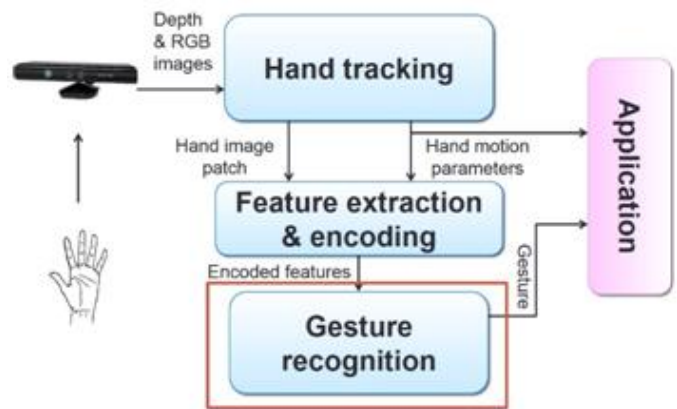 Depth
& RGB
images
Hand tracking
Hand image
patch
Hand motion
parameters
Feature extraction
& encoding
Encoded features
Gesture
recognition
Gesture
Application